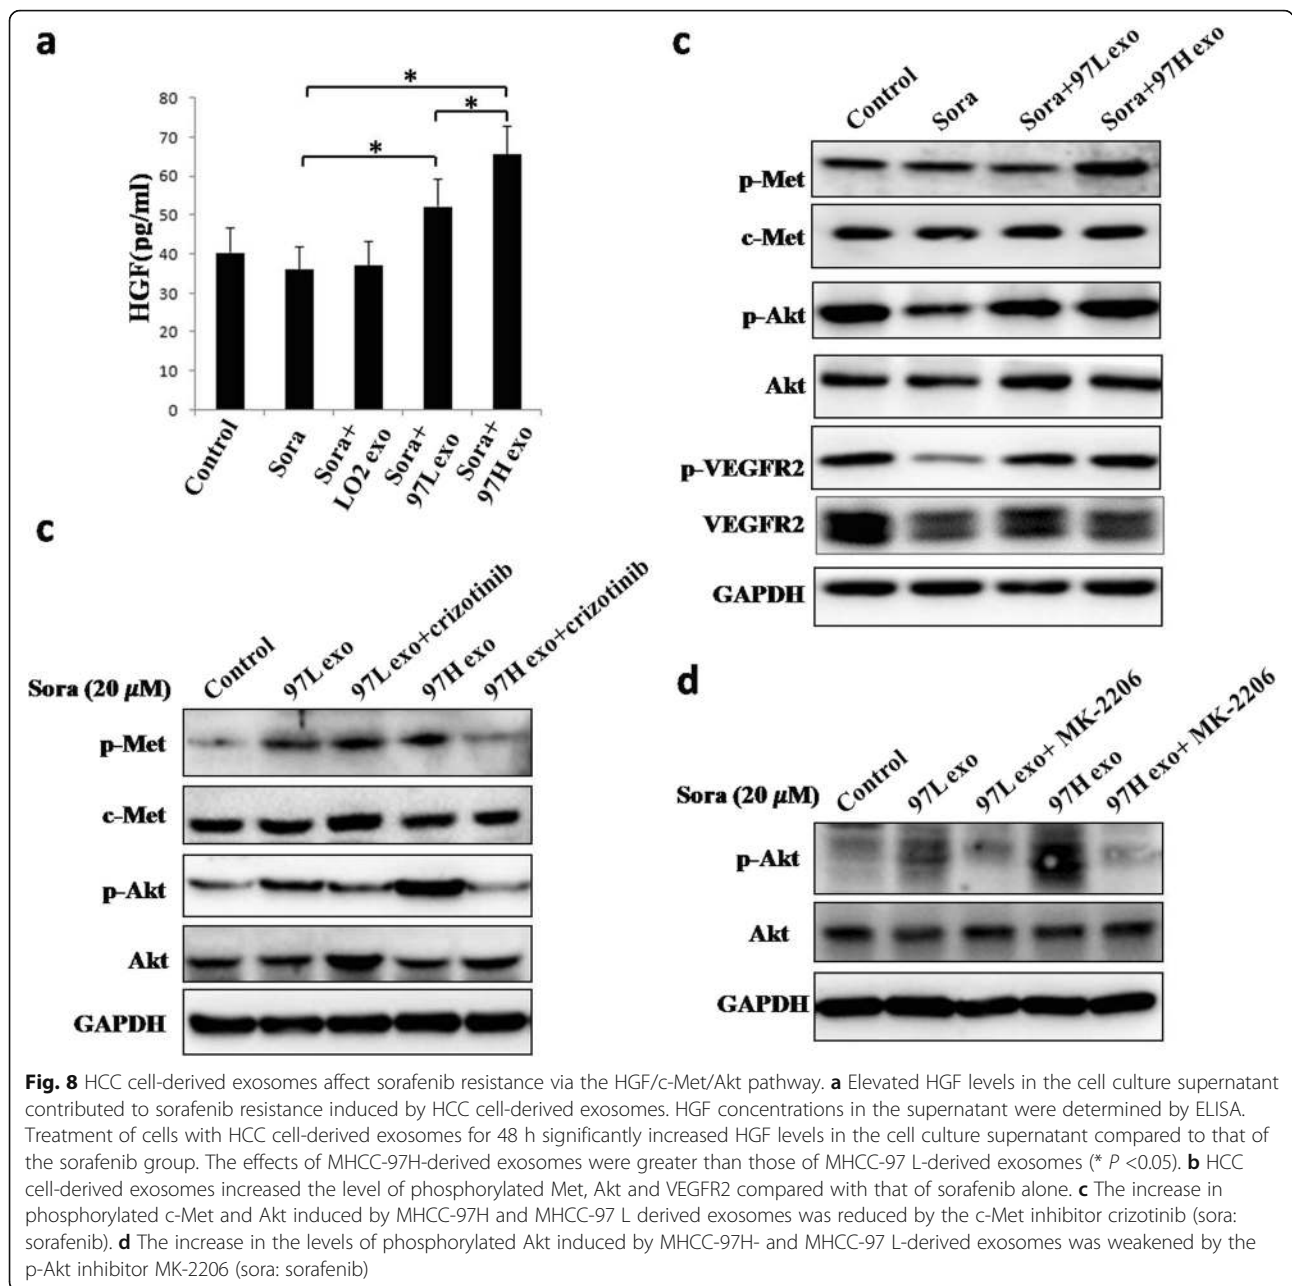 a
*
*
*
80
70
60
50
40
30
20
10
0
HGF(pg/ml)
Control
Sora
Sora+
LO2 exo
Sora+
97L exo
Sora+
97H exo
c
Control
Sora
Sora+97L exo
Sora+97H exo
p-Met
c-Met
p-Akt
Akt
p-VEGFR2
VEGFR2
GAPDH
c
Sora (20 µM)
Control
97L exo
97L exo+crizotinib
97H exo
97H exo+crizotinib
p-Met
c-Met
p-Akt
Akt
GAPDH
d
Sora (20 µM)
Control
97L exo
97L exo+ MK-2206
97H exo
97H exo+ MK-2206
p-Akt
Akt
GAPDH
Fig. 8 HCC cell-derived exosomes affect sorafenib resistance via the HGF/c-Met/Akt pathway. a Elevated HGF levels in the cell culture supernatant
contributed to sorafenib resistance induced by HCC cell-derived exosomes. HGF concentrations in the supernatant were determined by ELISA.
Treatment of cells with HCC cell-derived exosomes for 48 h significantly increased HGF levels in the cell culture supernatant compared to that of
the sorafenib group. The effects of MHCC-97H-derived exosomes were greater than those of MHCC-97 L-derived exosomes (* P <0.05). b HCC
cell-derived exosomes increased the level of phosphorylated Met, Akt and VEGFR2 compared with that of sorafenib alone. c The increase in
phosphorylated c-Met and Akt induced by MHCC-97H and MHCC-97 L derived exosomes was reduced by the c-Met inhibitor crizotinib (sora:
sorafenib). d The increase in the levels of phosphorylated Akt induced by MHCC-97H- and MHCC-97 L-derived exosomes was weakened by the
p-Akt inhibitor MK-2206 (sora: sorafenib)